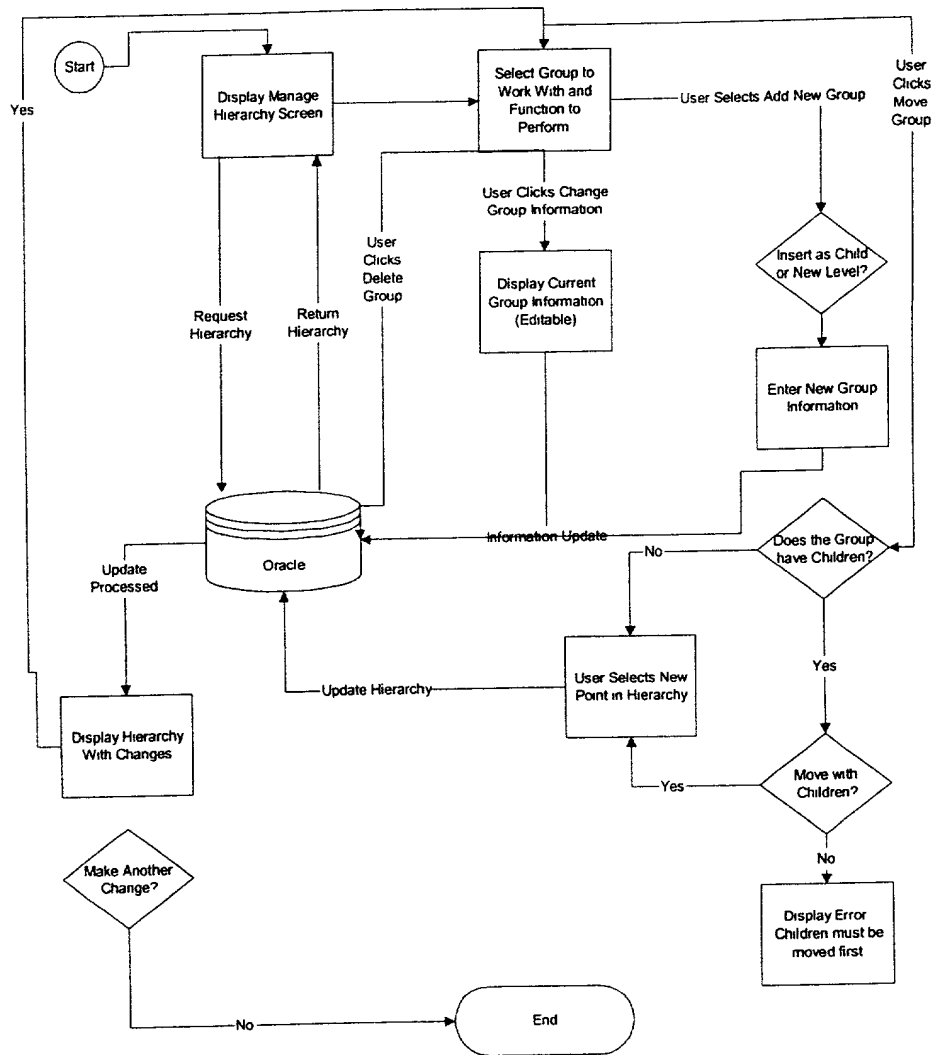 Start
Yes
Display Manage
Hierarchy Screen
Select Group to
Work With and
Function to
Perform
User Selects Add New Group
User
Clicks
Move
Group
User Clicks Change
Group Information
User
Clicks
Delete
Group
Insert as Child
or New Level?
Display Current
Group Information
(Editable)
Request
Hierarchy
Return
Hierarchy
Enter New Group
Information
Information Update
Does the Group
have Children?
No
Oracle
Update
Processed
Yes
User Selects New
Point in Hierarchy
Update Hierarchy
Display Hierarchy
With Changes
Move with
Children?
Yes
No
Make Another
Change?
Display Error
Children must be
moved first
No
End